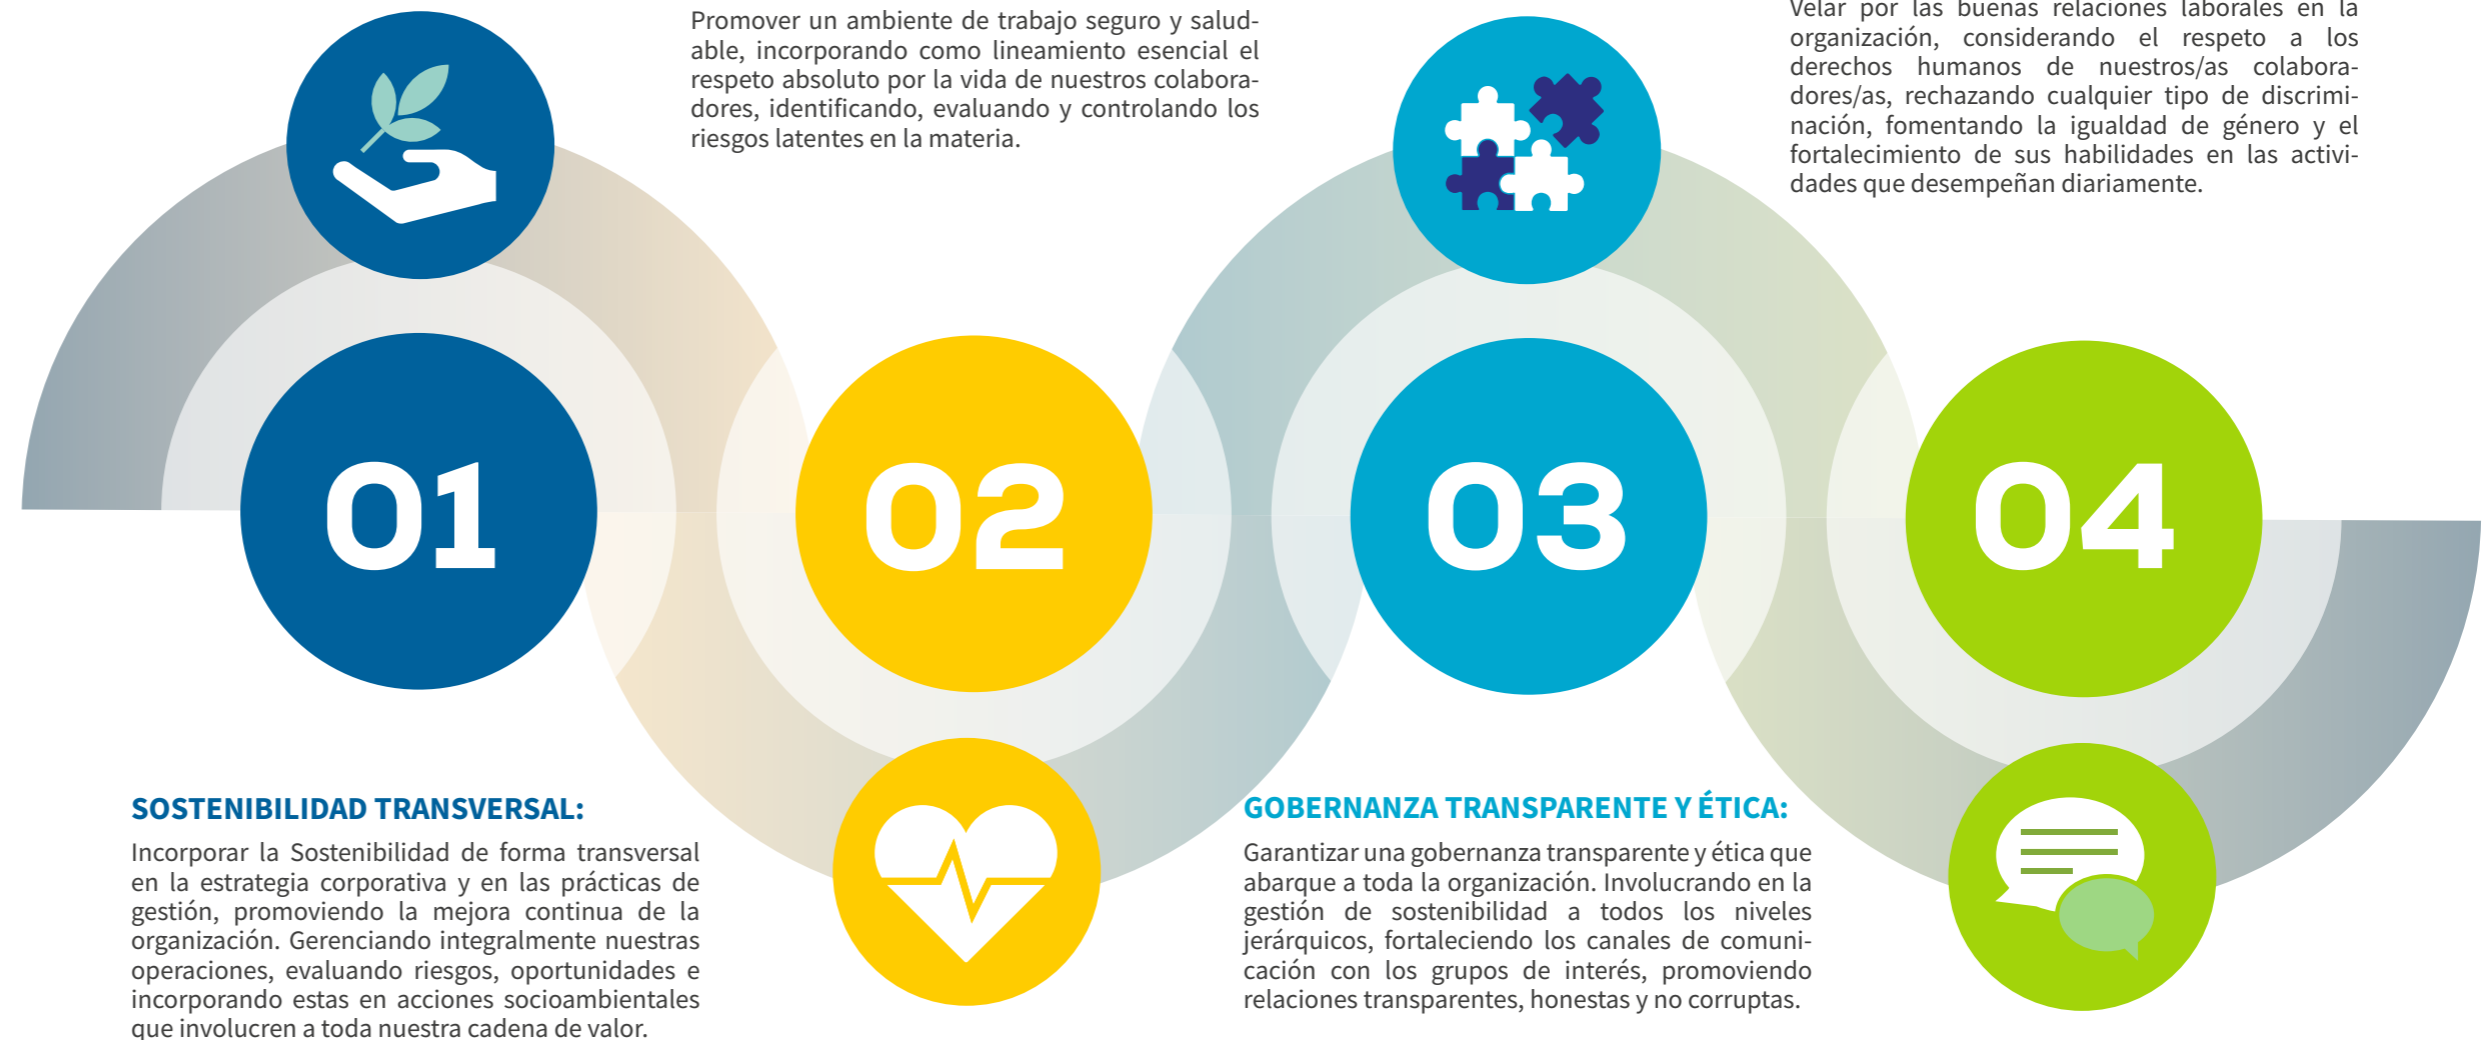 Promover un ambiente de trabajo seguro y salud-
able, incorporando como lineamiento esencial el
respeto absoluto por la vida de nuestros colabora-
dores, identificando, evaluando y controlando los
riesgos latentes en la materia.
Velar por las buenas relaciones laborales en la
organización, considerando el respeto a los
derechos humanos de nuestros/as colabora-
dores/as, rechazando cualquier tipo de discrimi-
nación, fomentando la igualdad de género y el
fortalecimiento de sus habilidades en las activi-
dades que desempeñan diariamente.
01
02
03
04
SOSTENIBILIDAD TRANSVERSAL:
Incorporar la Sostenibilidad de forma transversal
en la estrategia corporativa y en las prácticas de
gestión, promoviendo la mejora continua de la
organización. Gerenciando integralmente nuestras
operaciones, evaluando riesgos, oportunidades e
incorporando estas en acciones socioambientales
que involucren a toda nuestra cadena de valor.
GOBERNANZA TRANSPARENTE Y ÉTICA:
Garantizar una gobernanza transparente y ética que
abarque a toda la organización. Involucrando en la
gestión de sostenibilidad a todos los niveles
jerárquicos, fortaleciendo los canales de comuni-
cación con los grupos de interés, promoviendo
relaciones transparentes, honestas y no corruptas.